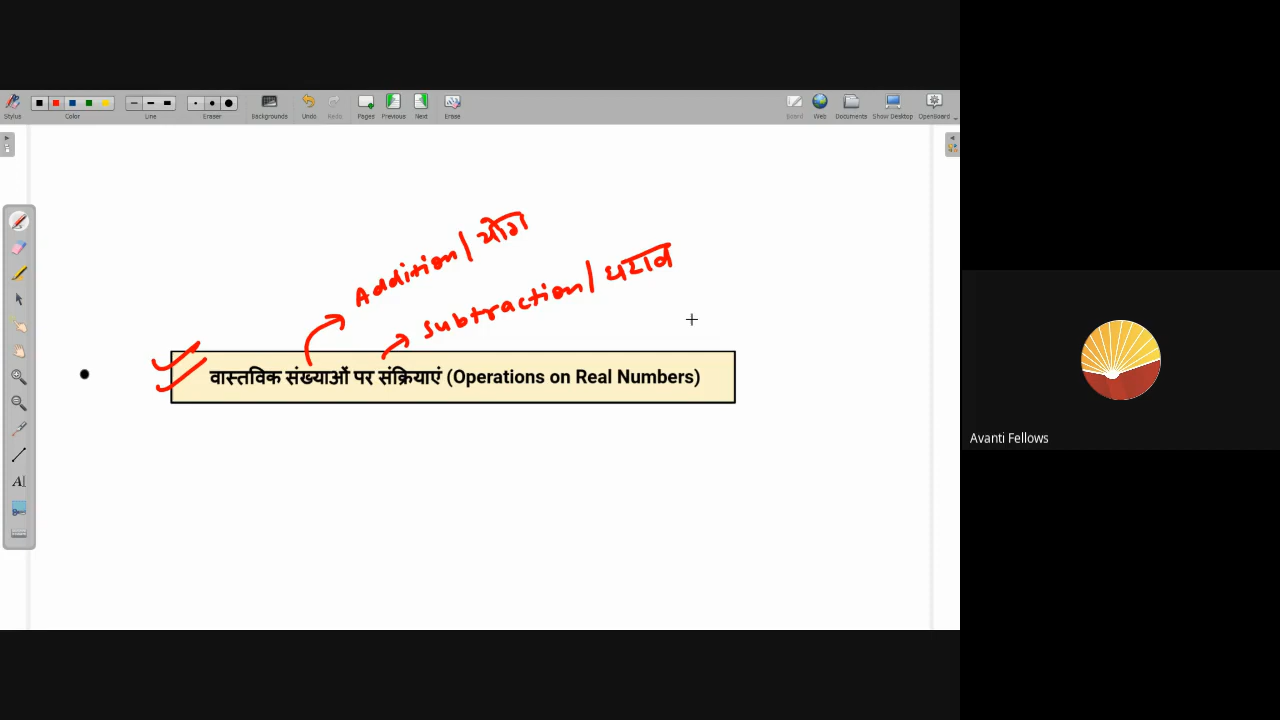 Stylus
Color
Line
Eraser
Backgrounds
Undo
Redo
Pages
Previous
Next
Erase
Board
Web
Documents
Show Desktop
OpenBoard
Addition/ योग
Subtraction/ घटाव
वास्तविक संख्याओं पर संक्रियाएं (Operations on Real Numbers)
Avanti Fellows